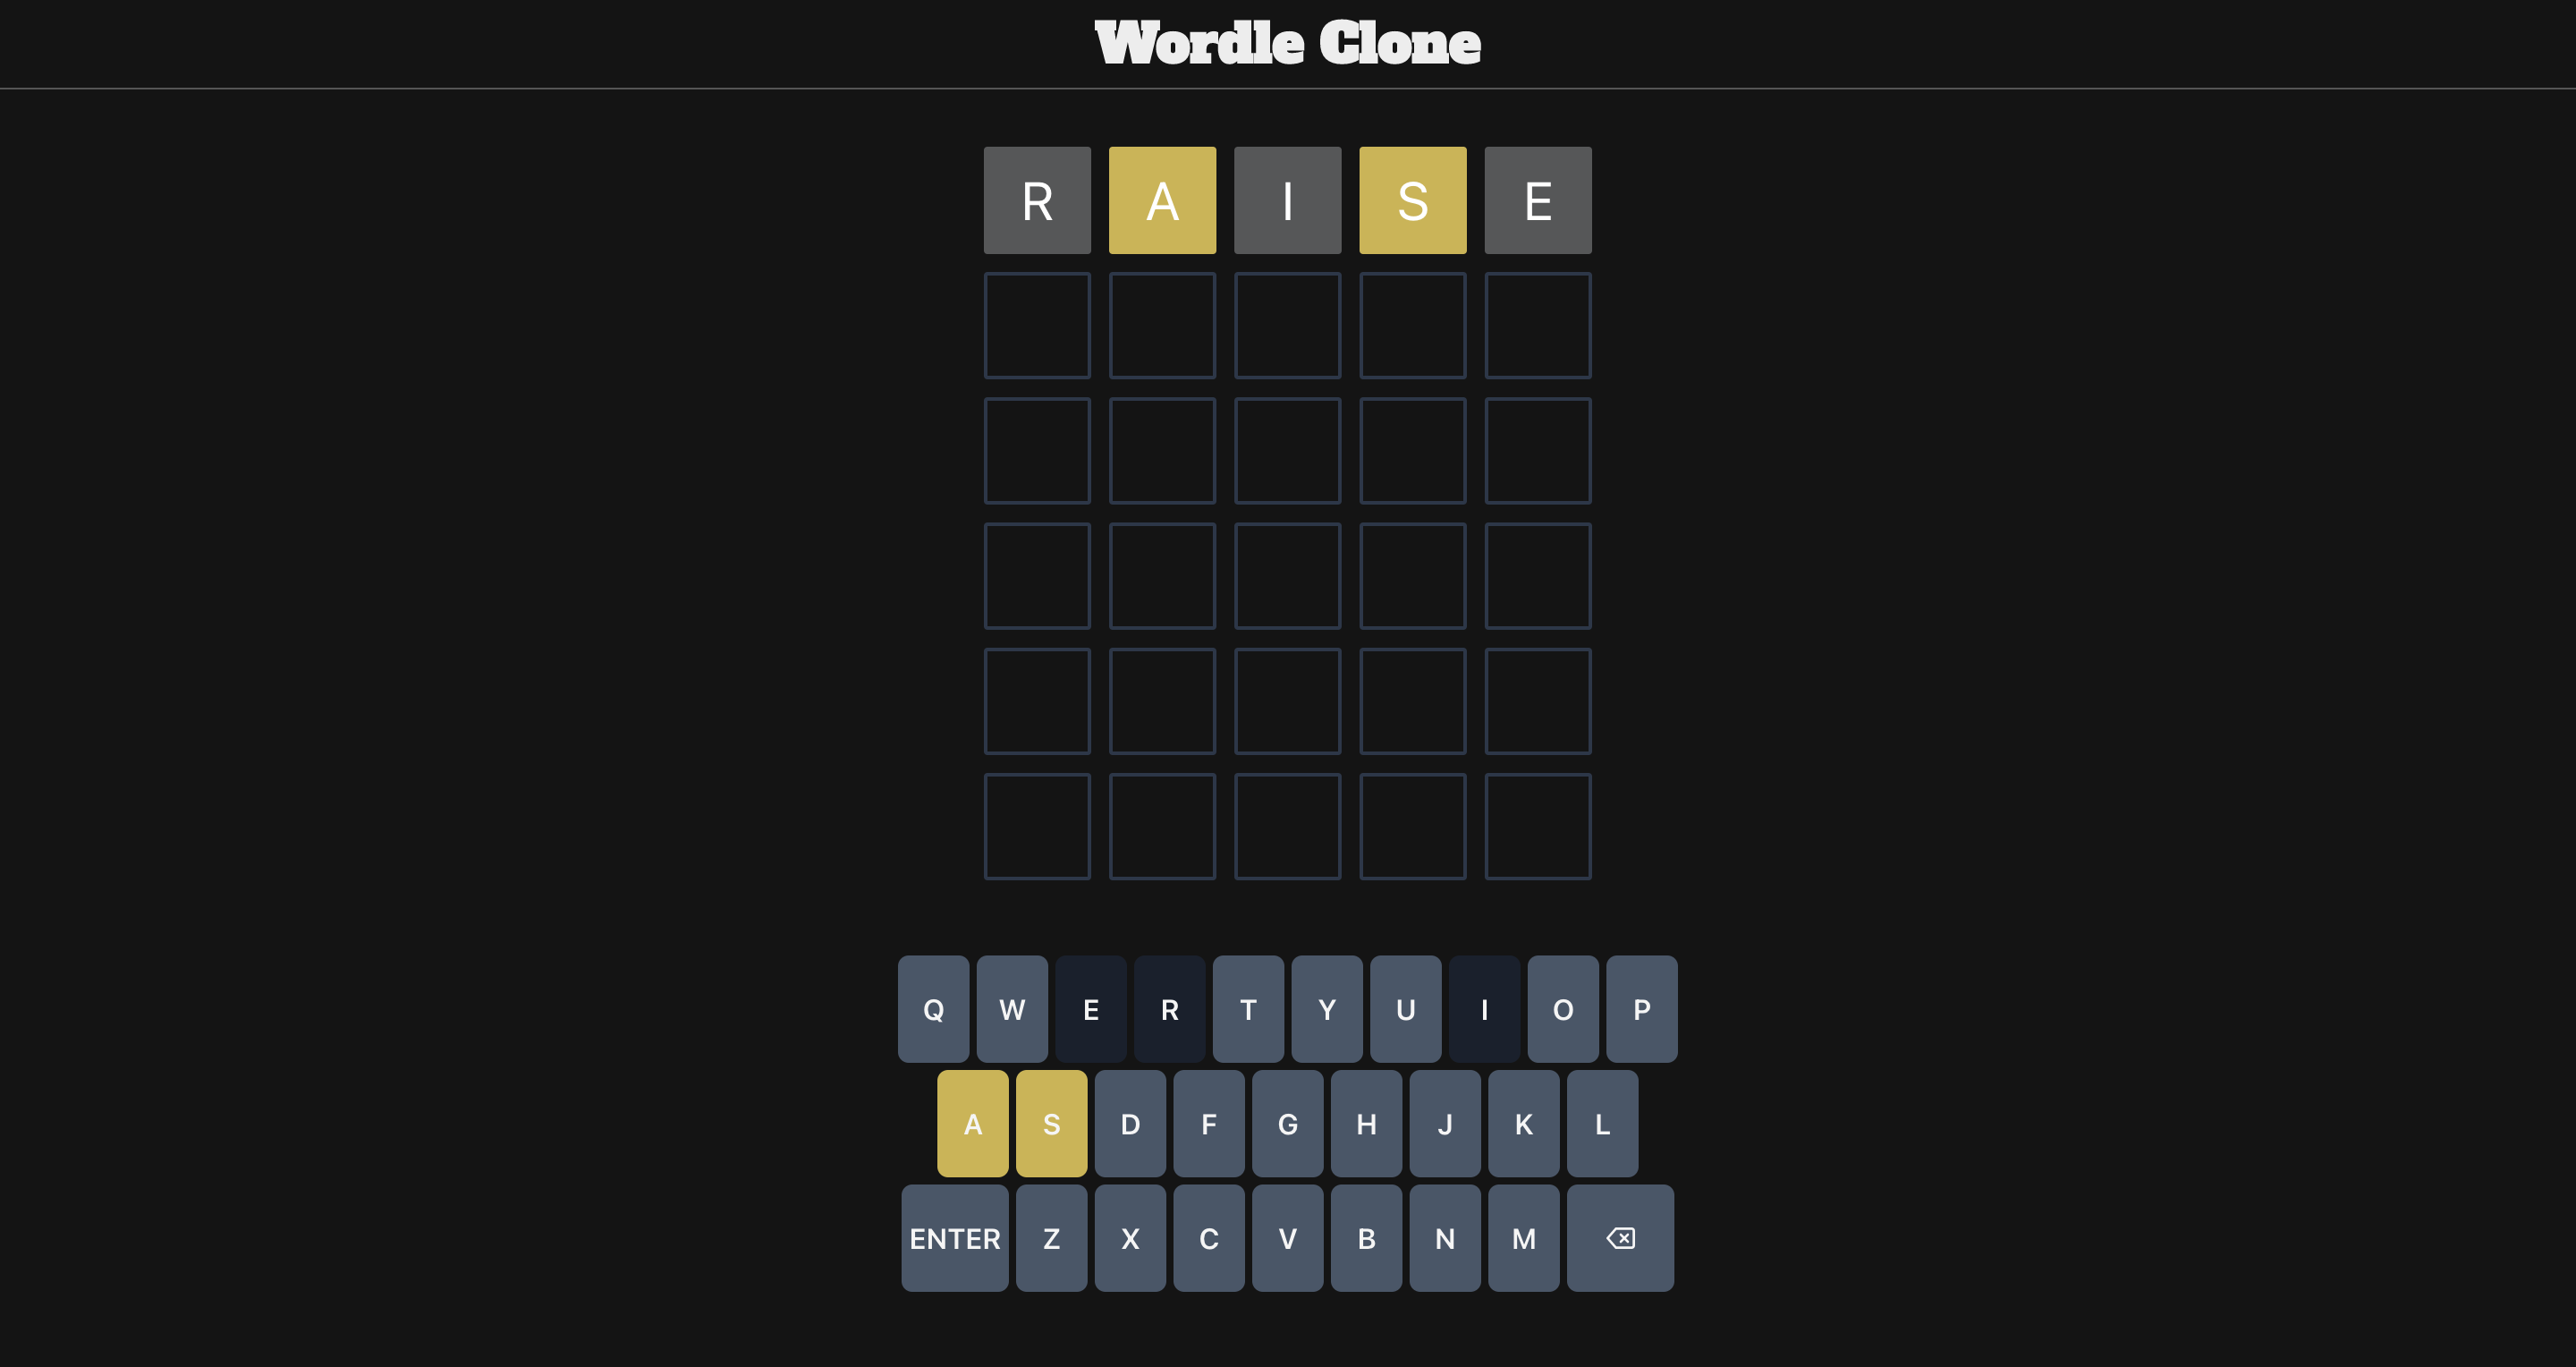 Wordle Clone
R A I S E
Q W E R T Y U I O P
A S D F G H J K L
ENTER Z X C V B N M